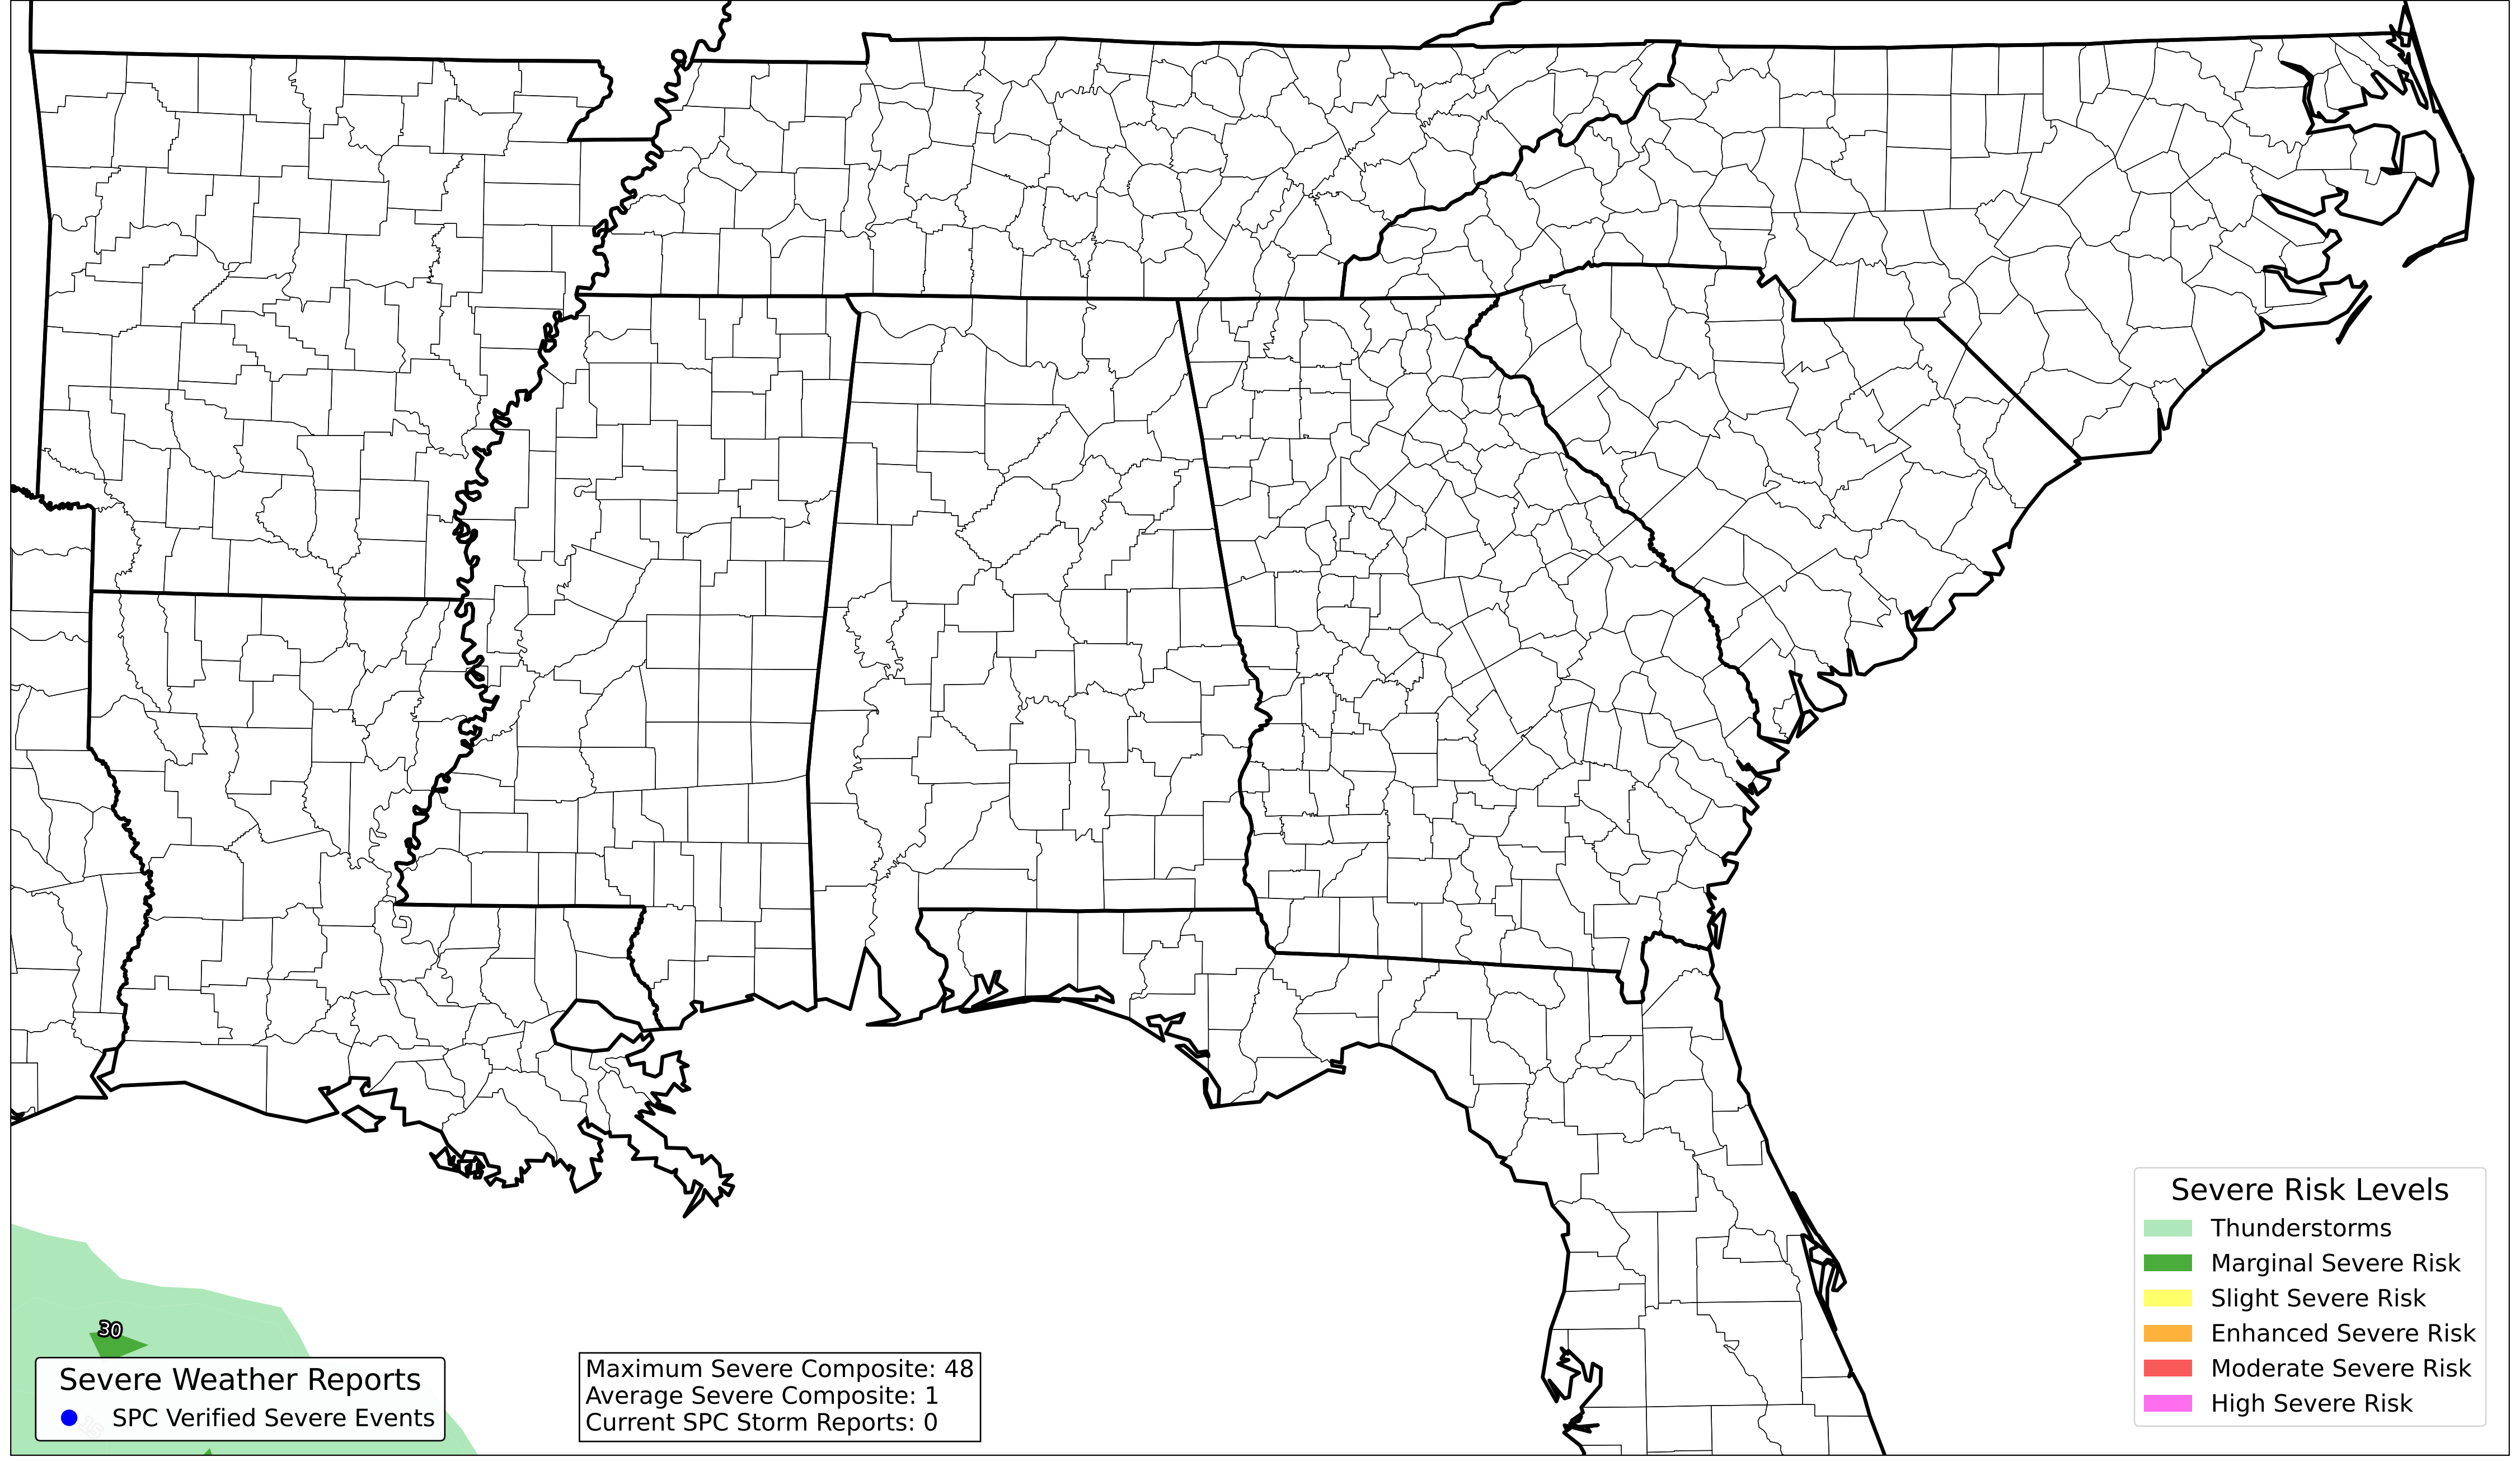 30
Severe Weather Reports
SPC Verified Severe Events
Maximum Severe Composite: 48
Average Severe Composite: 1
Current SPC Storm Reports: 0
Severe Risk Levels
Thunderstorms
Marginal Severe Risk
Slight Severe Risk
Enhanced Severe Risk
Moderate Severe Risk
High Severe Risk